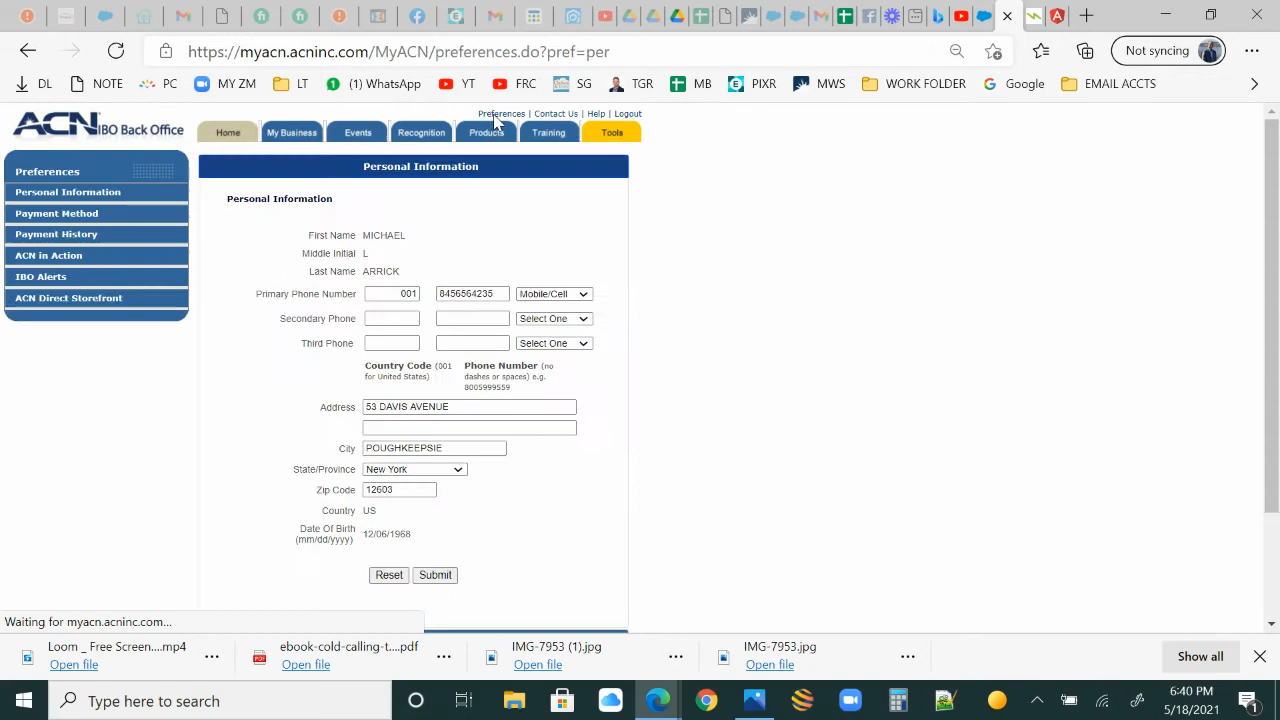 https://myacn.acninc.com/MyACN/preferences.do?pref=per
Not syncing
DL
NOTE
PC
MY ZM
LT
(1) WhatsApp
YT
FRC
SG
TGR
MB
PIXR
MWS
WORK FOLDER
Google
EMAIL ACCTS
ACN IBO Back Office
Preferences | Contact Us | Help | Logout
Home
My Business
Events
Recognition
Products
Training
Tools
Preferences
Personal Information
Payment Method
Payment History
ACN in Action
IBO Alerts
ACN Direct Storefront
Personal Information
Personal Information
First Name MICHAEL
Middle Initial L
Last Name ARRICK
Primary Phone Number 001 8456564235 Mobile/Cell
Secondary Phone Select One
Third Phone Select One
Country Code (001 for United States)
Phone Number (no dashes or spaces) e.g. 8005999559
Address 53 DAVIS AVENUE
City POUGHKEEPSIE
State/Province New York
Zip Code 12603
Country US
Date Of Birth (mm/dd/yyyy) 12/06/1968
Reset Submit
Waiting for myacn.acninc.com...
Loom _ Free Screen....mp4
Open file
ebook-cold-calling-t....pdf
Open file
IMG-7953 (1).jpg
Open file
IMG-7953.jpg
Open file
Show all
Type here to search
6:40 PM
5/18/2021